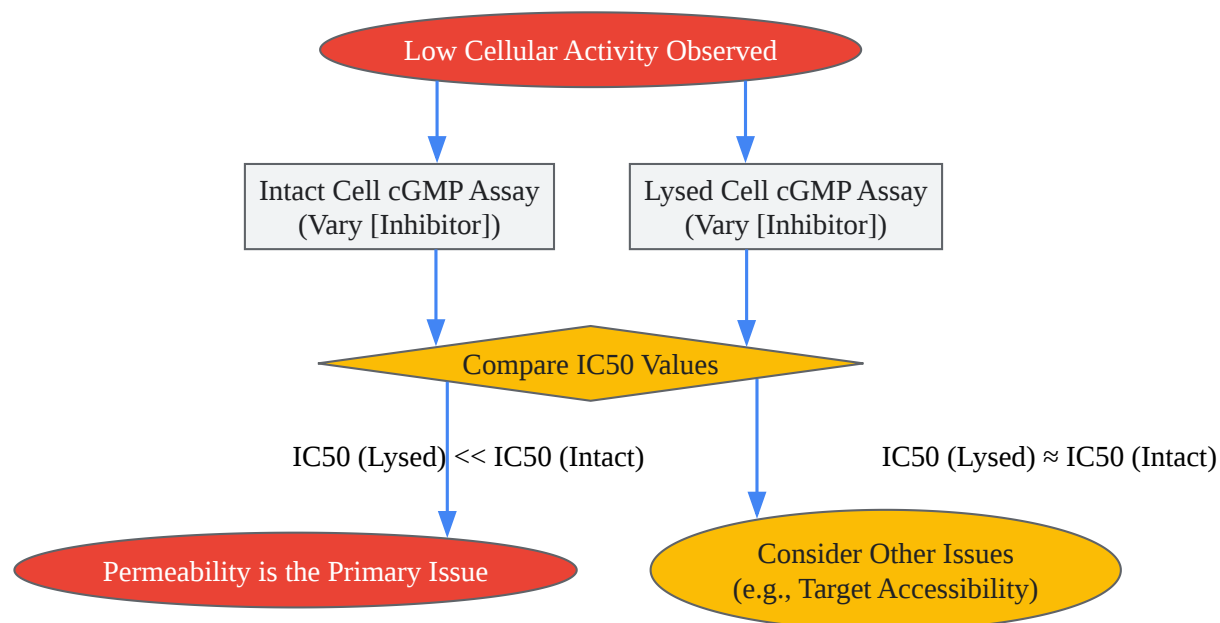 Low Cellular Activity Observed
Intact Cell cGMP Assay
(Vary [Inhibitor])
Lysed Cell cGMP Assay
(Vary [Inhibitor])
Compare IC50 Values
IC50 (Lysed) << IC50 (Intact)
IC50 (Lysed) ≈ IC50 (Intact)
Permeability is the Primary Issue
Consider Other Issues
(e.g., Target Accessibility)